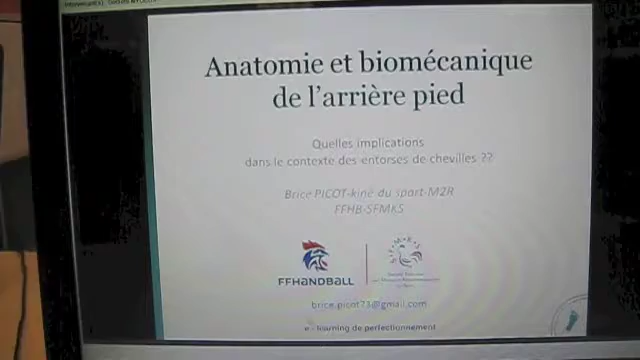 Anatomie et biomécanique
de l'arrière pied
Quelles implications
dans le contexte des entorses de chevilles ??
Brice PICOT-kiné du sport-M2R
FFHB-SFMKS
FFHANDBALL
brice.picot73@gmail.com
e - learning de perfectionnement